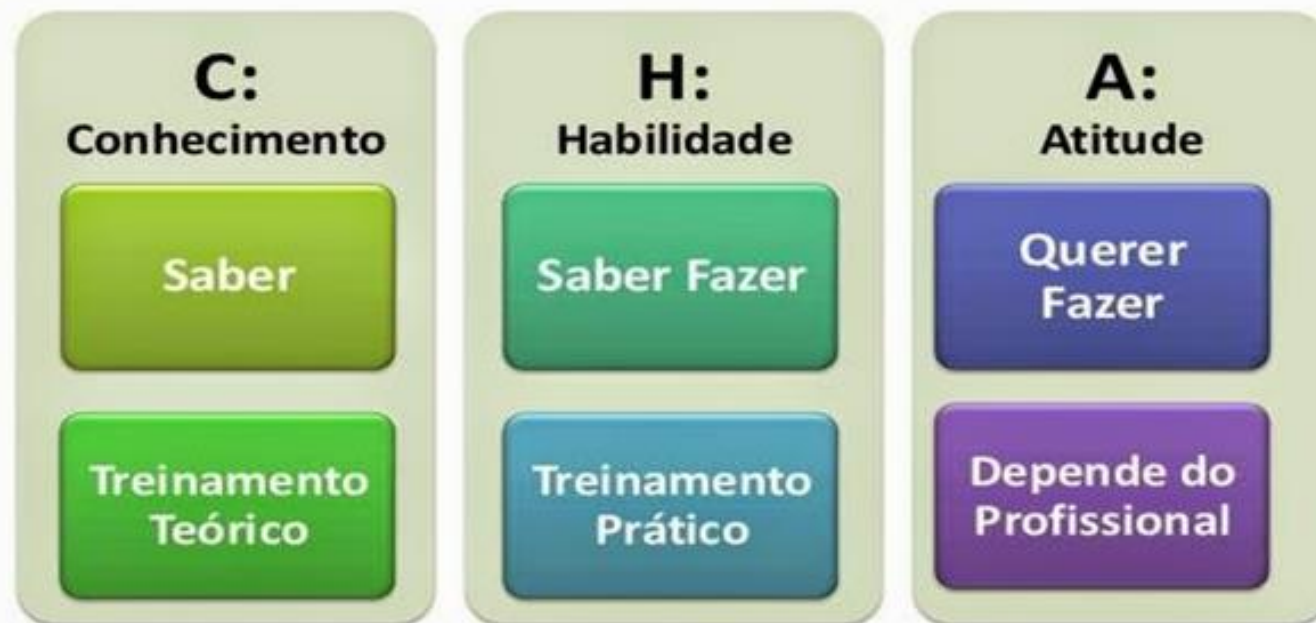 C:
Conhecimento
Saber
Treinamento
Teórico
H:
Habilidade
Saber Fazer
Treinamento
Prático
A:
Atitude
Querer
Fazer
Depende do
Profissional